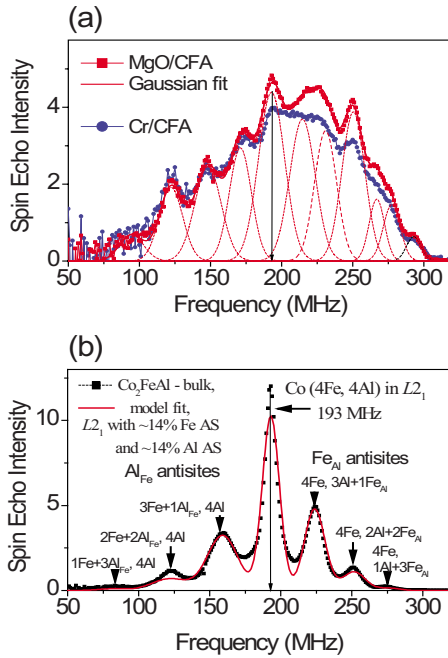 (a)
MgO/CFA
Gaussian fit
Cr/CFA
Spin Echo Intensity
4
2
0
50 100 150 200 250 300
Frequency (MHz)
(b)
Co2FeAl - bulk,
model fit,
L21 with ~14% Fe AS
and ~14% Al AS
Co (4Fe, 4Al) in L21
193 MHz
AlFe antisites
FeAl antisites
4Fe, 3Al+1FeAl
3Fe+1AlFe, 4Al
2Fe+2AlFe, 4Al
4Fe, 2Al+2FeAl
1Fe+3AlFe, 4Al
4Fe,
1Al+3FeAl
Spin Echo Intensity
10
5
0
50 100 150 200 250 300
Frequency (MHz)